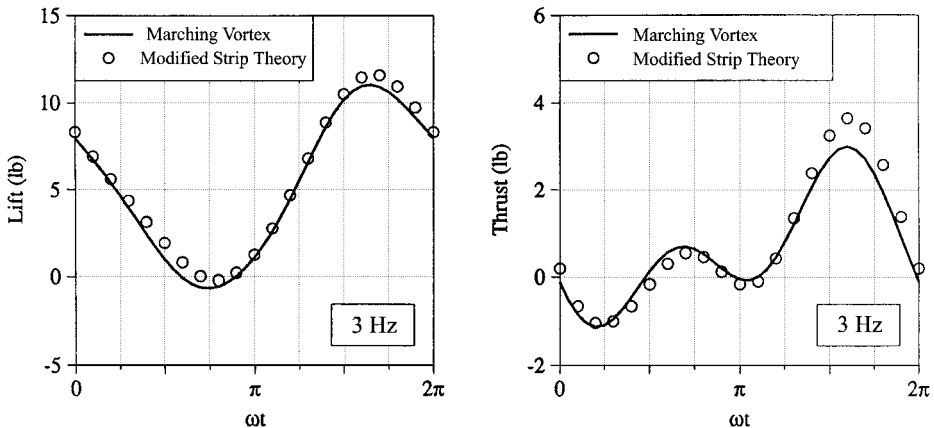 15
10
5
0
-5
Lift (lb)
Marching Vortex
Modified Strip Theory
3 Hz
0
π
2π
ωt
6
4
2
0
-2
Thrust (lb)
Marching Vortex
Modified Strip Theory
3 Hz
0
π
2π
ωt